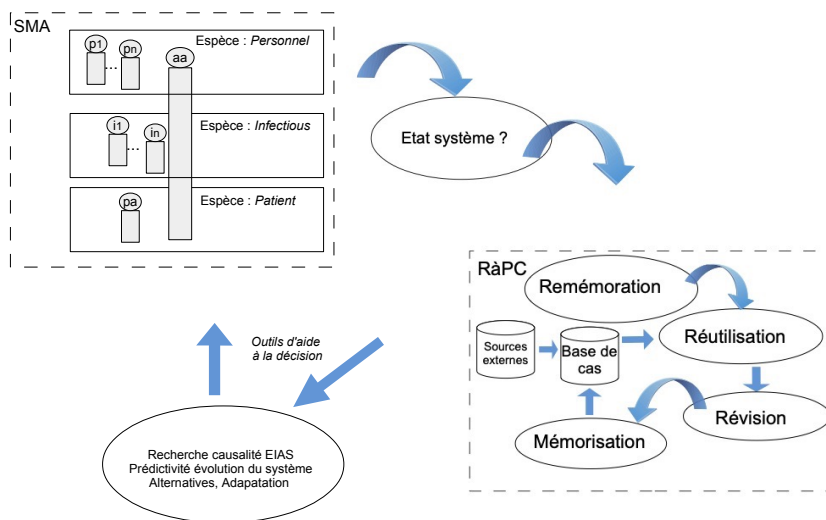 SMA
Espèce : Personnel
p1
...
pn
aa
Espèce : Infectious
i1
...
in
Espèce : Patient
pa
Etat système ?
RàPC
Remémoration
Réutilisation
Sources
externes
Base de
cas
Révision
Mémorisation
Outils d'aide
à la décision
Recherche causalité EIAS
Prédictivité évolution du système
Alternatives, Adapatation